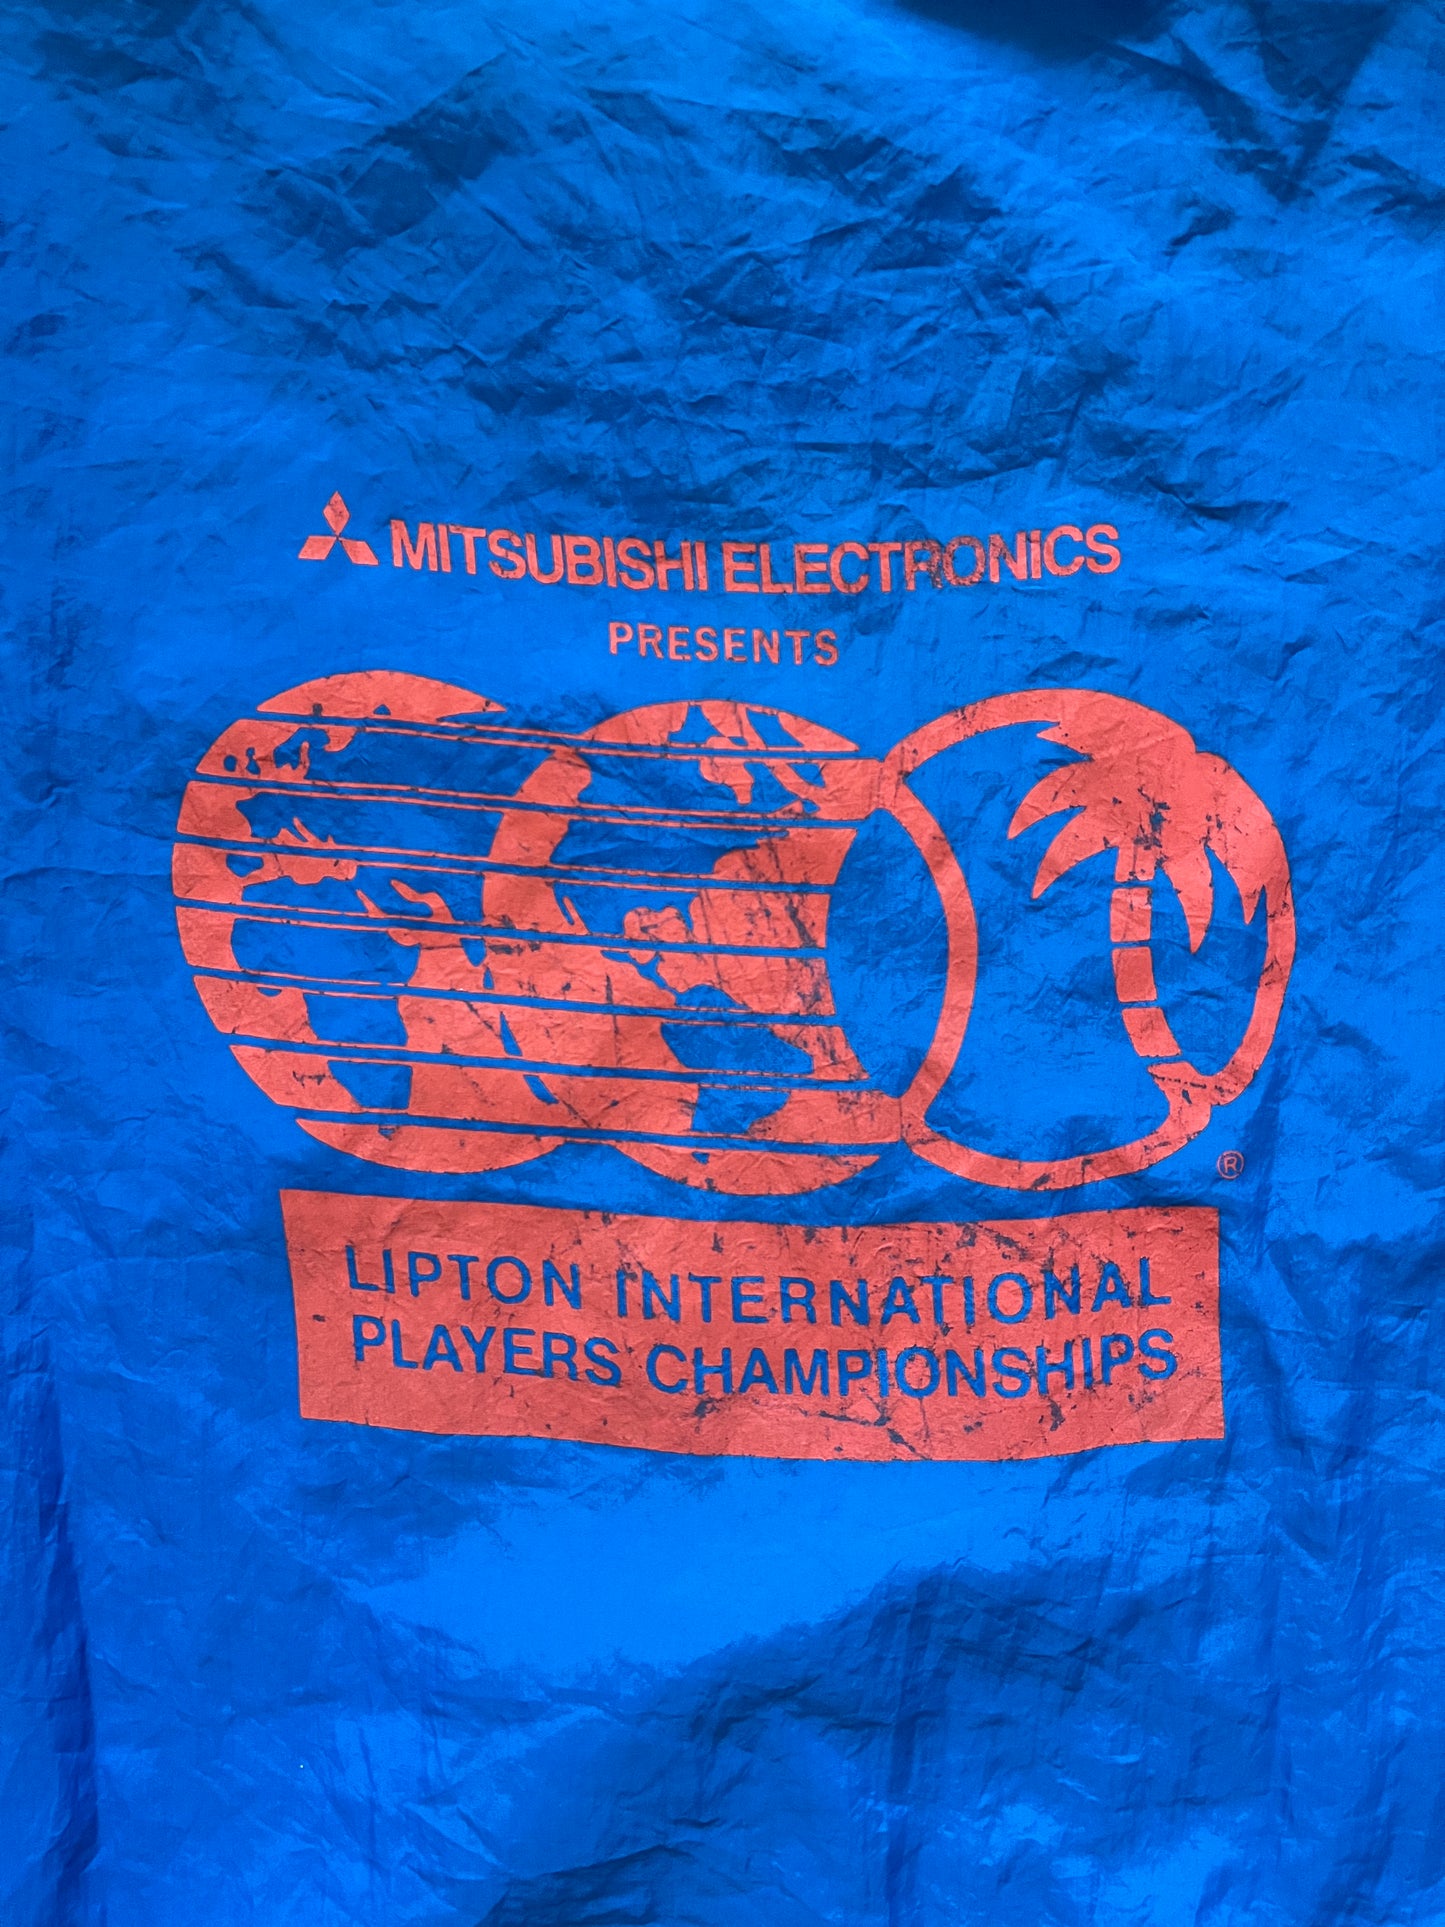 MITSUBISHI ELECTRONICS
PRESENTS
®
LIPTON INTERNATIONAL
PLAYERS CHAMPIONSHIPS